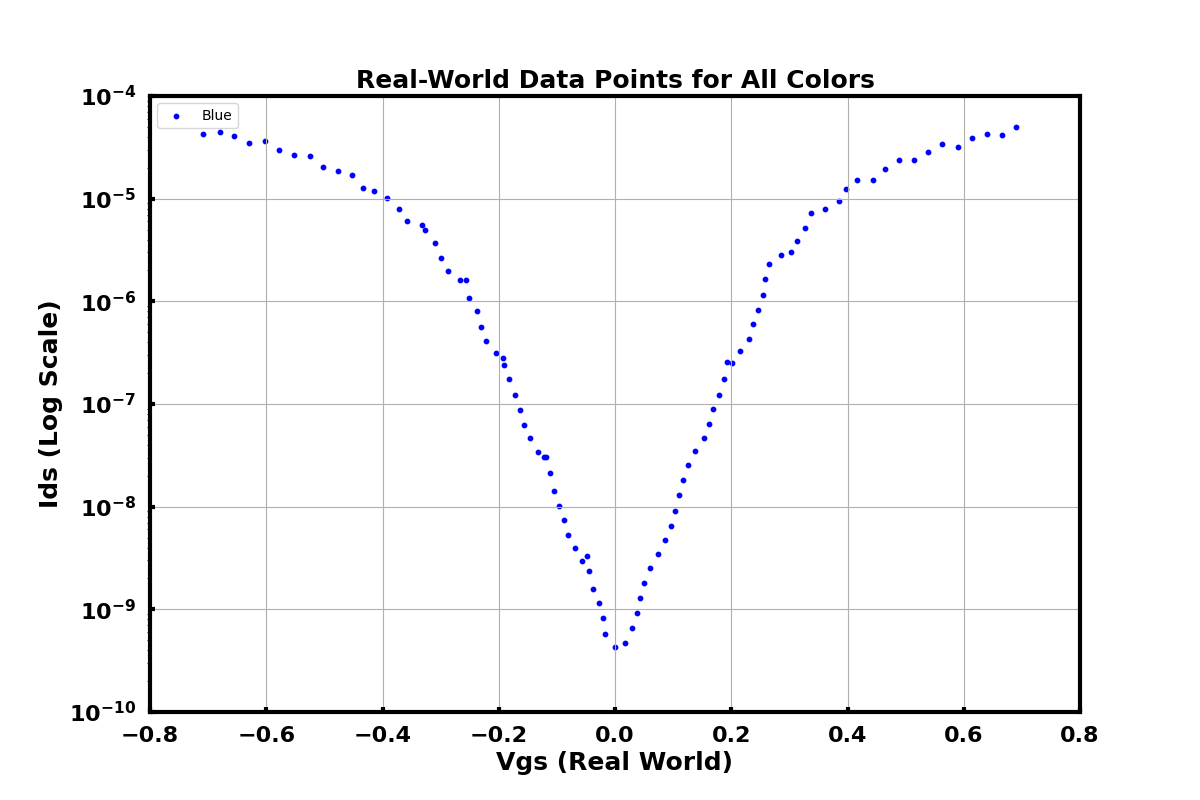 Real-World Data Points for All Colors
Blue
10⁻⁴
10⁻⁵
10⁻⁶
10⁻⁷
10⁻⁸
10⁻⁹
10⁻¹⁰
Ids (Log Scale)
−0.8 −0.6 −0.4 −0.2 0.0 0.2 0.4 0.6 0.8
Vgs (Real World)